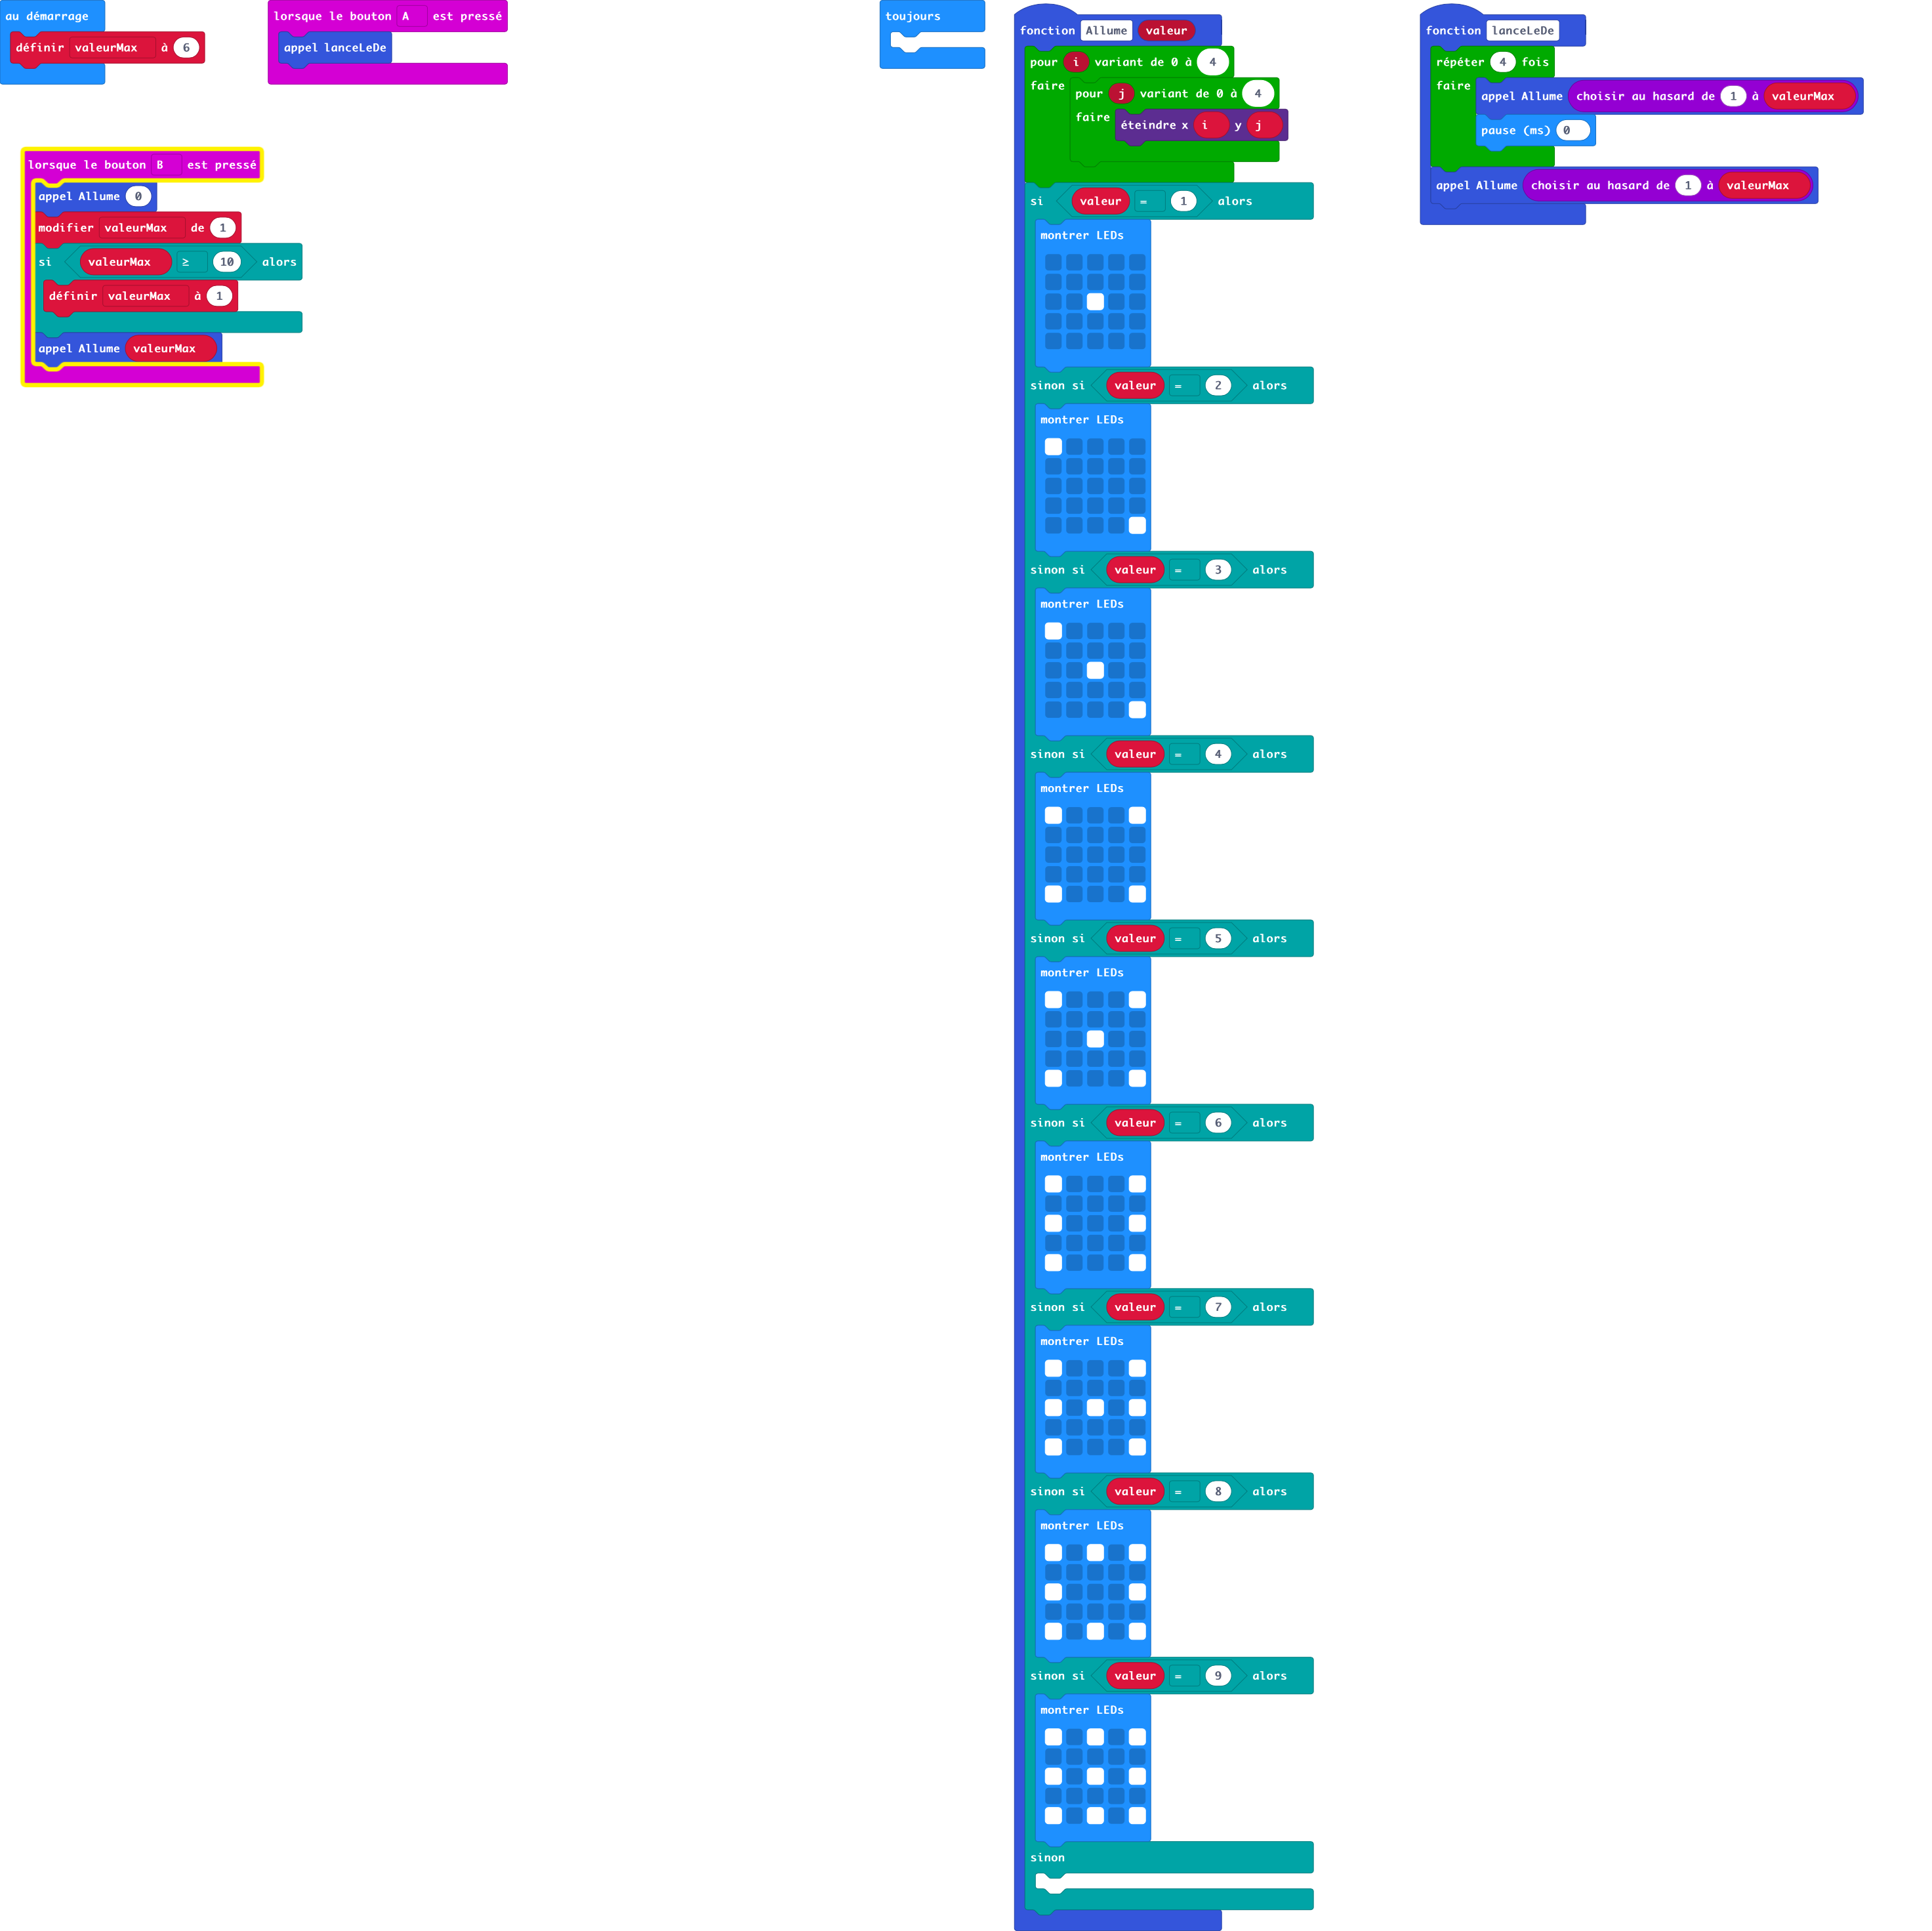 au démarrage
définir valeurMax à 6
lorsque le bouton A est pressé
appel lanceLeDe
lorsque le bouton B est pressé
appel Allume 0
modifier valeurMax de 1
si valeurMax ≥ 10 alors
définir valeurMax à 1
appel Allume valeurMax
toujours
fonction Allume valeur
pour i variant de 0 à 4
faire
pour j variant de 0 à 4
faire
éteindre x i y j
si valeur = 1 alors
montrer LEDs
sinon si valeur = 2 alors
montrer LEDs
sinon si valeur = 3 alors
montrer LEDs
sinon si valeur = 4 alors
montrer LEDs
sinon si valeur = 5 alors
montrer LEDs
sinon si valeur = 6 alors
montrer LEDs
sinon si valeur = 7 alors
montrer LEDs
sinon si valeur = 8 alors
montrer LEDs
sinon si valeur = 9 alors
montrer LEDs
sinon
fonction lanceLeDe
répéter 4 fois
faire
appel Allume choisir au hasard de 1 à valeurMax
pause (ms) 0
appel Allume choisir au hasard de 1 à valeurMax